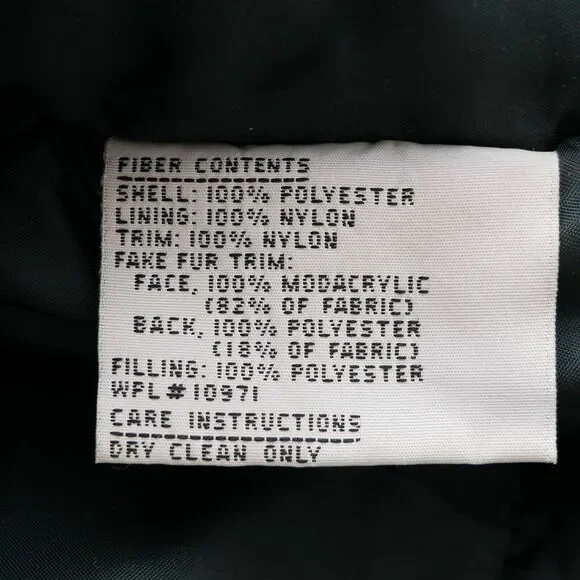 FIBER CONTENTS
SHELL: 100% POLYESTER
LINING: 100% NYLON
TRIM: 100% NYLON
FAKE FUR TRIM:
FACE, 100% MODACRYLIC
(82% OF FABRIC)
BACK, 100% POLYESTER
(18% OF FABRIC)
FILLING: 100% POLYESTER
WPL # 10971
CARE INSTRUCTIONS
DRY CLEAN ONLY